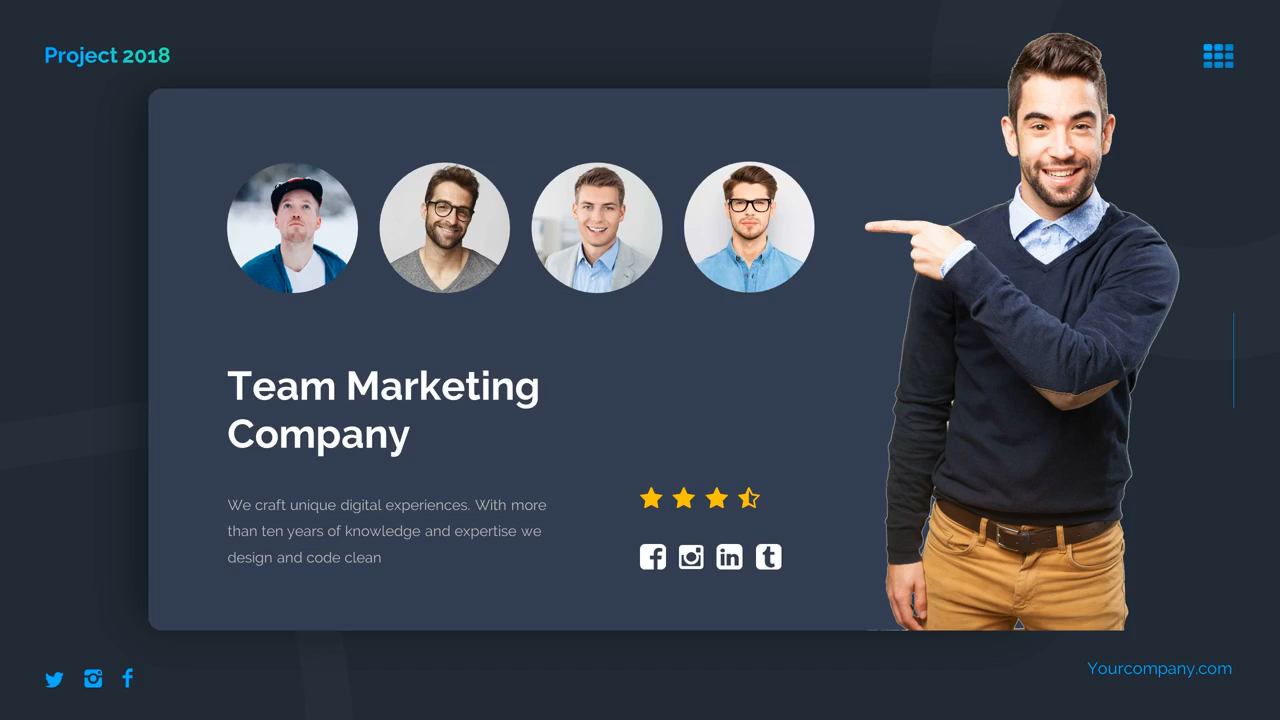 Project 2018
Team Marketing
Company
We craft unique digital experiences. With more
than ten years of knowledge and expertise we
design and code clean
Yourcompany.com